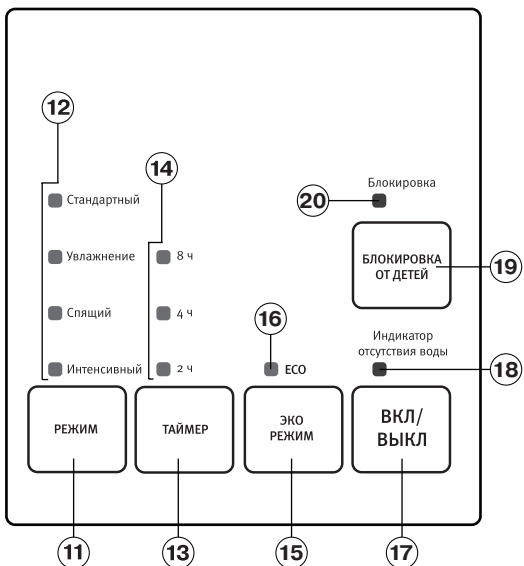 12
14
Блокировка
20
Стандартный
Увлажнение
8 ч
БЛОКИРОВКА
ОТ ДЕТЕЙ
19
Спящий
4 ч
16
Индикатор
отсутствия воды
Интенсивный
2 ч
ECO
18
РЕЖИМ
ТАЙМЕР
ЭКО
РЕЖИМ
ВКЛ/
ВЫКЛ
11
13
15
17